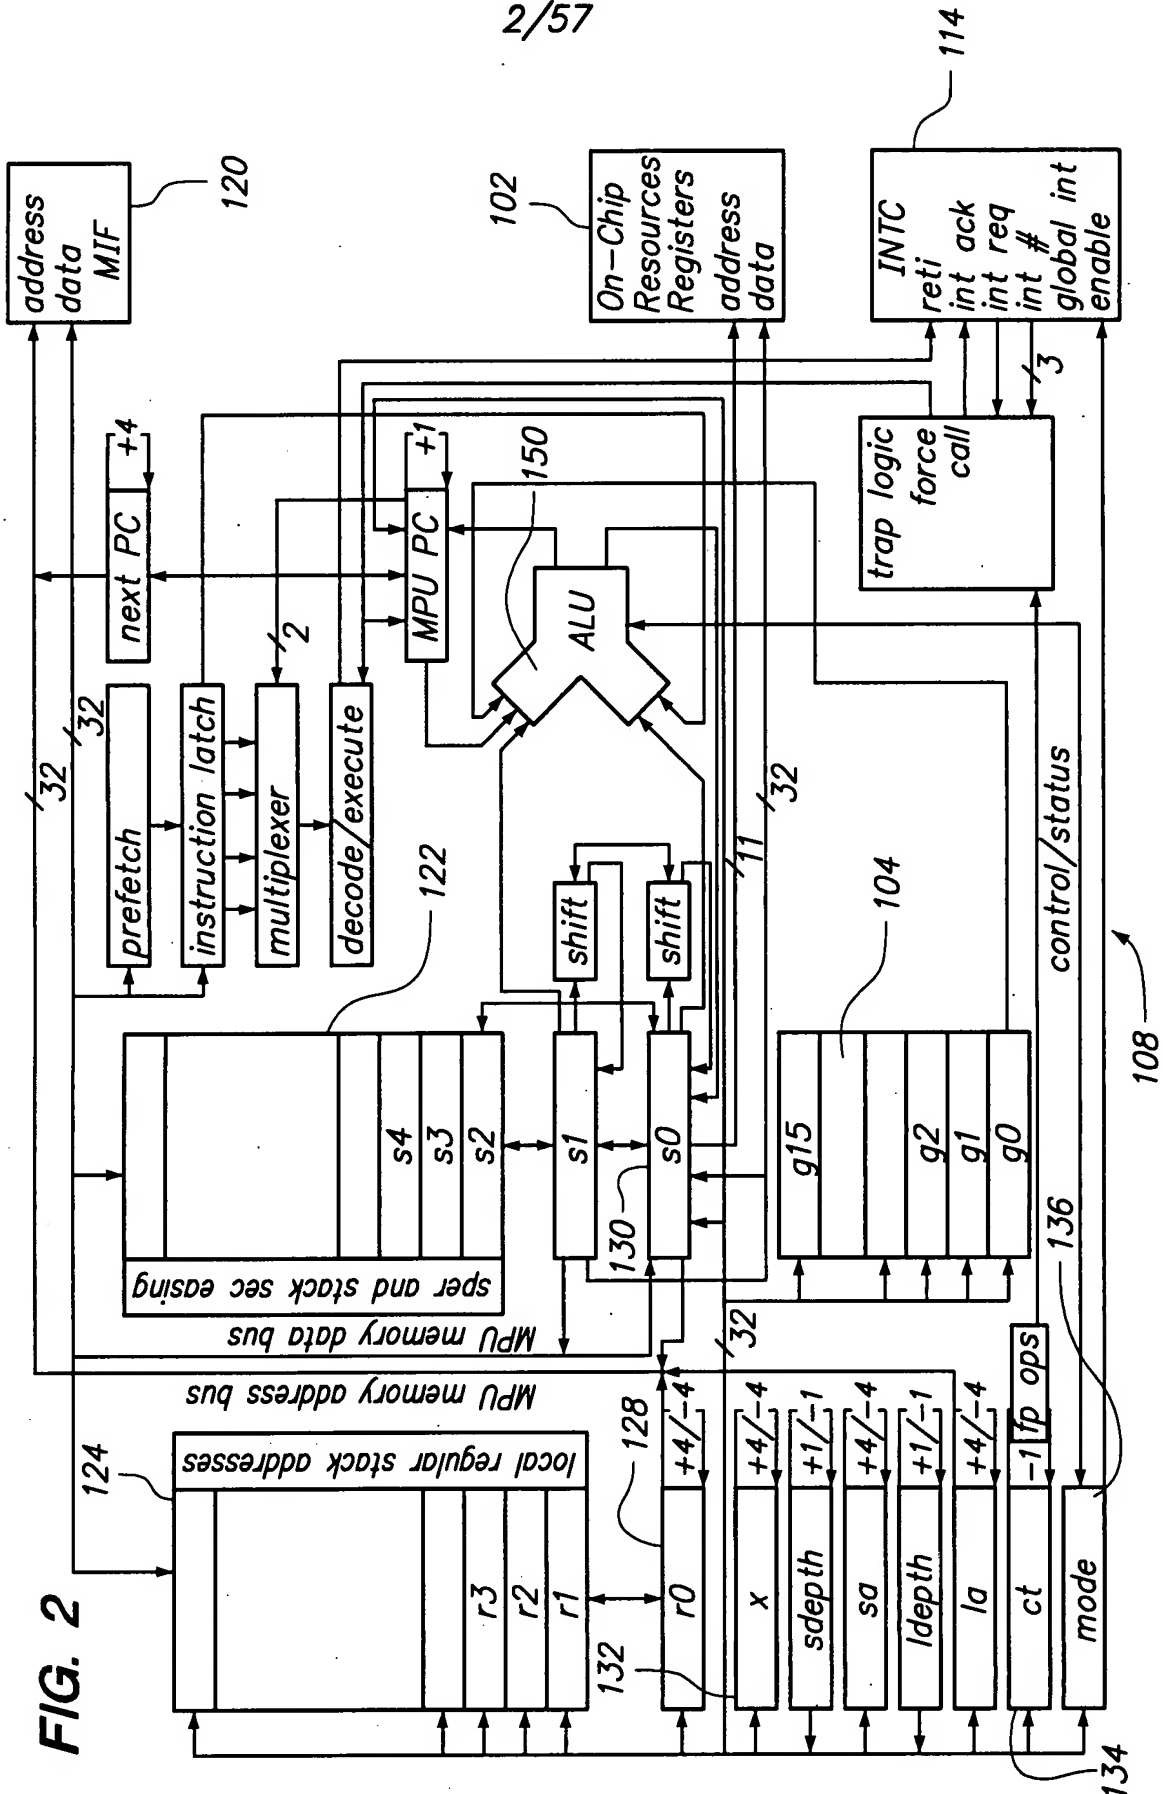 2/57
FIG. 2
124
local regular stack addresses
r3
r2
r1
r0
128
+4/-4
132
x
+4/-4
sdepth
+1/-1
sa
+4/-4
ldepth
+1/-1
la
+4/-4
ct
-1
fp ops
134
mode
136
MPU memory address bus
MPU memory data bus
sper and stack sec easing
s4
s3
s2
122
s1
130
s0
shift
shift
32
g15
g2
g1
g0
104
control/status
108
prefetch
instruction latch
multiplexer
decode/execute
32
32
next PC
+4
2
MPU PC
+1
150
ALU
11
32
address
data
MIF
120
102
On-Chip
Resources
Registers
address
data
trap logic
force
call
3
INTC
reti
int ack
int req
int #
global int
enable
114